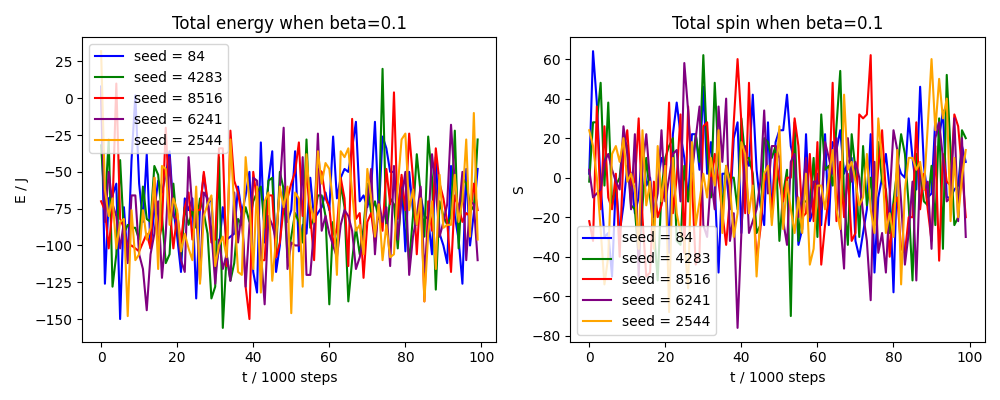 Total energy when beta=0.1
E / J
25
0
−25
−50
−75
−100
−125
−150
seed = 84
seed = 4283
seed = 8516
seed = 6241
seed = 2544
0 20 40 60 80 100
t / 1000 steps
Total spin when beta=0.1
S
60
40
20
0
−20
−40
−60
−80
seed = 84
seed = 4283
seed = 8516
seed = 6241
seed = 2544
0 20 40 60 80 100
t / 1000 steps